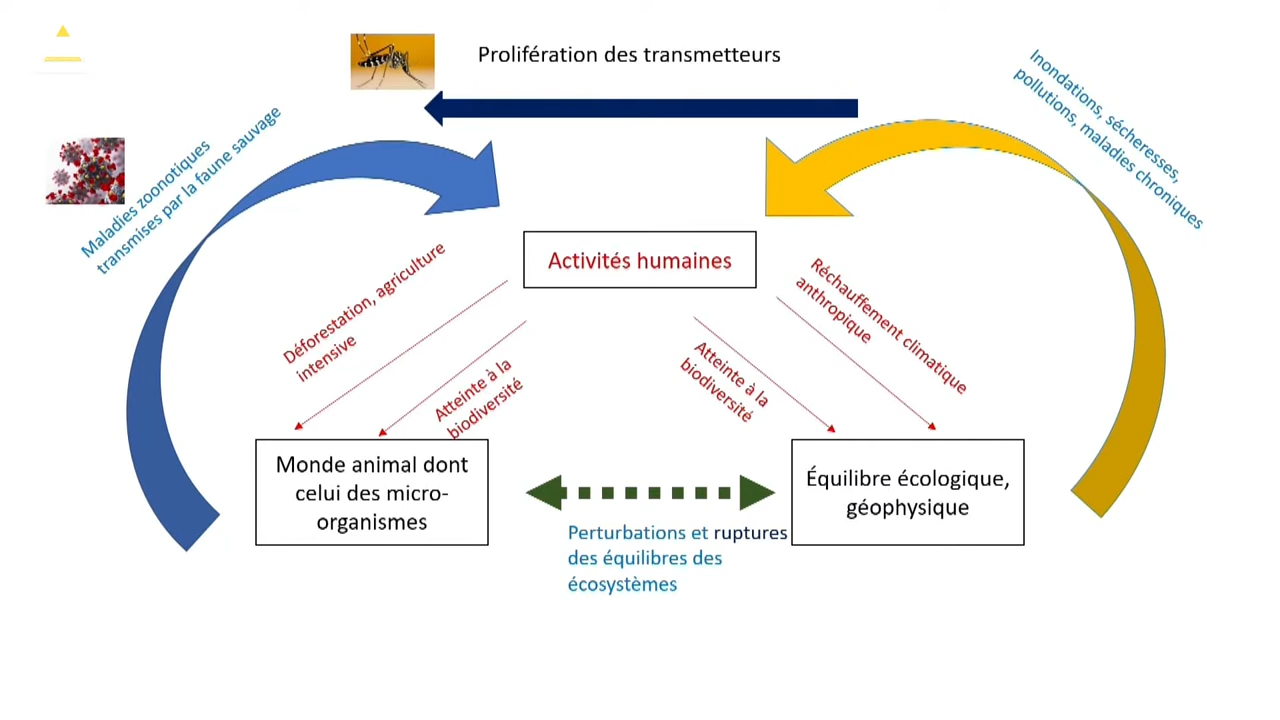 Prolifération des transmetteurs
Inondations, sécheresses,
pollutions, maladies chroniques
Maladies zoonotiques
transmises par la faune sauvage
Activités humaines
Déforestation, agriculture
intensive
Atteinte à la
biodiversité
Atteinte à la
biodiversité
Réchauffement climatique
anthropique
Monde animal dont
celui des micro-
organismes
Équilibre écologique,
géophysique
Perturbations et ruptures
des équilibres des
écosystèmes